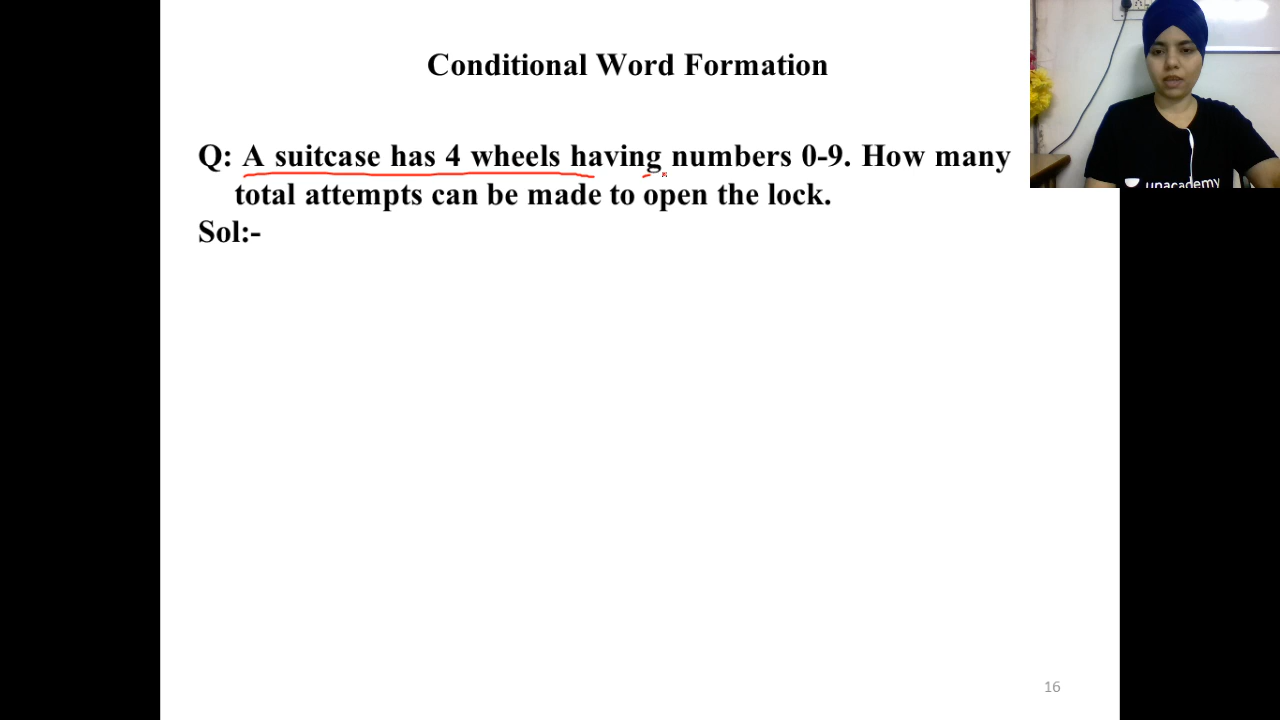 Conditional Word Formation
Q: A suitcase has 4 wheels having numbers 0-9. How many
total attempts can be made to open the lock.
Sol:-
unacademy
16